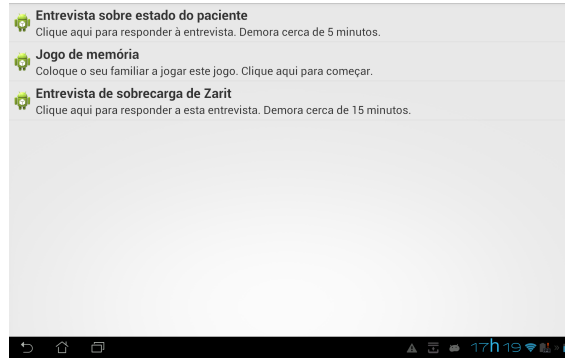 Entrevista sobre estado do paciente
Clique aqui para responder à entrevista. Demora cerca de 5 minutos.
Jogo de memória
Coloque o seu familiar a jogar este jogo. Clique aqui para começar.
Entrevista de sobrecarga de Zarit
Clique aqui para responder a esta entrevista. Demora cerca de 15 minutos.
17h 19